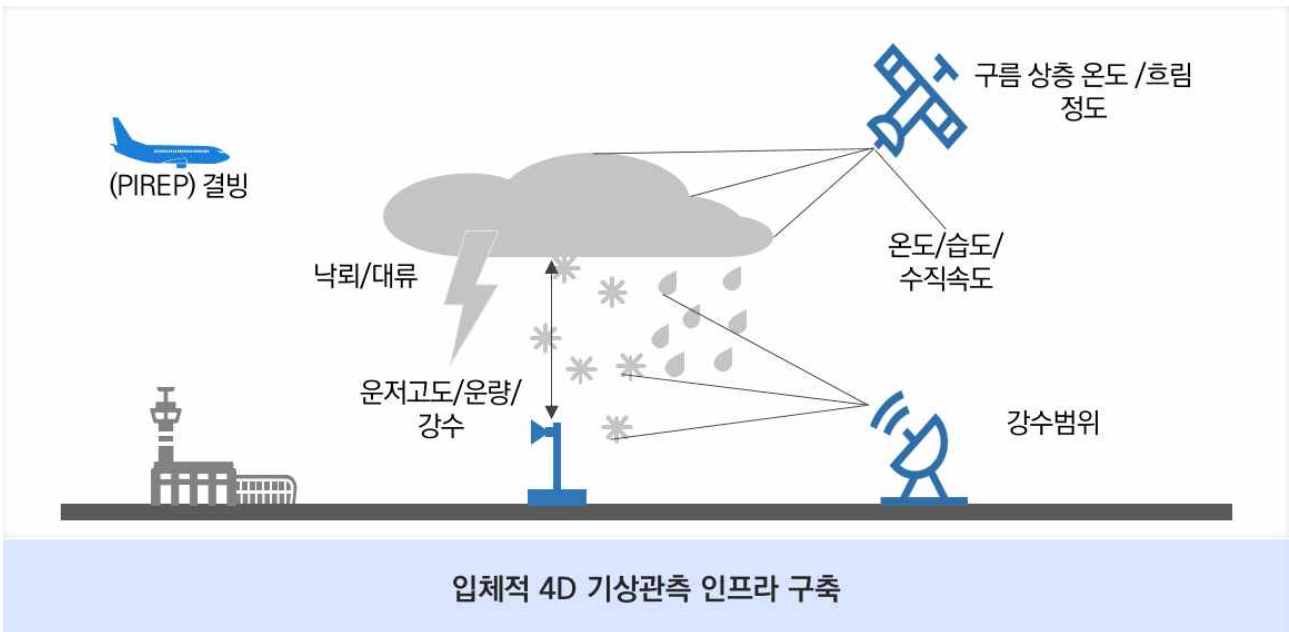 구름 상층 온도 /흐림
정도
(PIREP) 결빙
온도/습도/
수직속도
낙뢰/대류
운저고도/운량/
강수
강수범위
입체적 4D 기상관측 인프라 구축